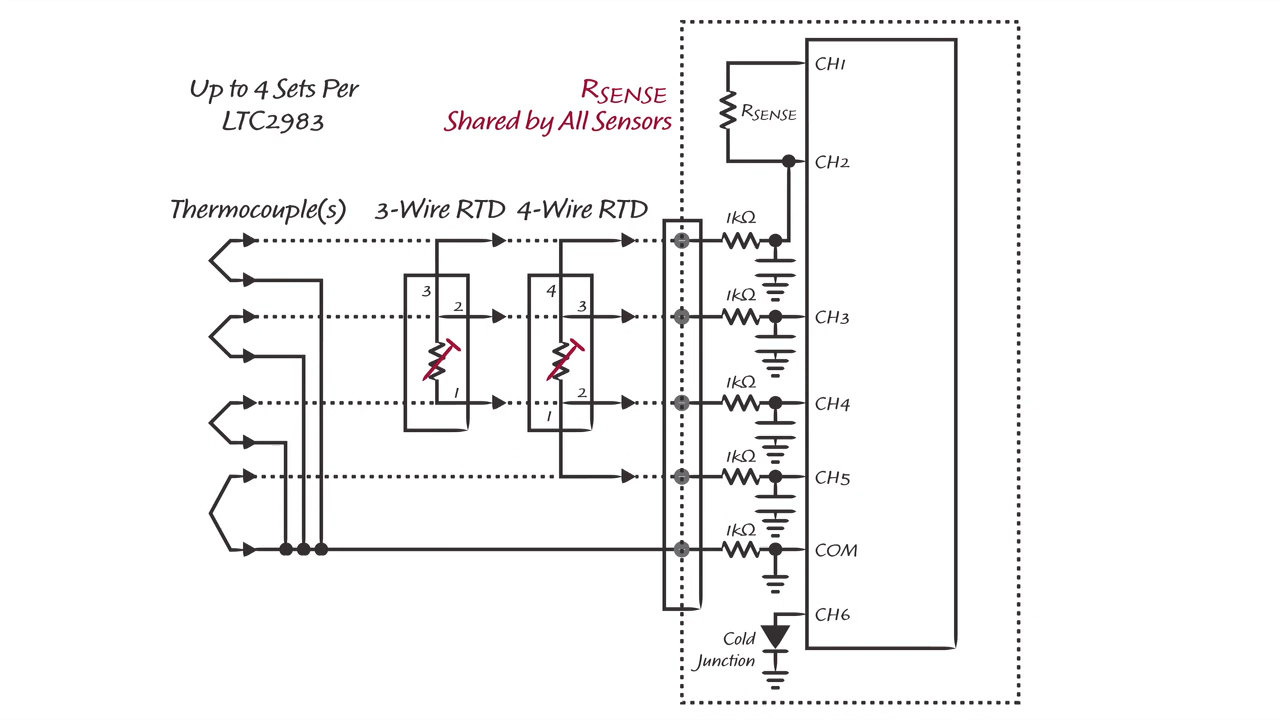 Up to 4 Sets Per
LTC2983
RSENSE
Shared by All Sensors
CH1
RSENSE
CH2
Thermocouple(s)
3-Wire RTD
4-Wire RTD
1kΩ
3
2
1
4
3
2
1
1kΩ
CH3
1kΩ
CH4
1kΩ
CH5
1kΩ
COM
CH6
Cold
Junction